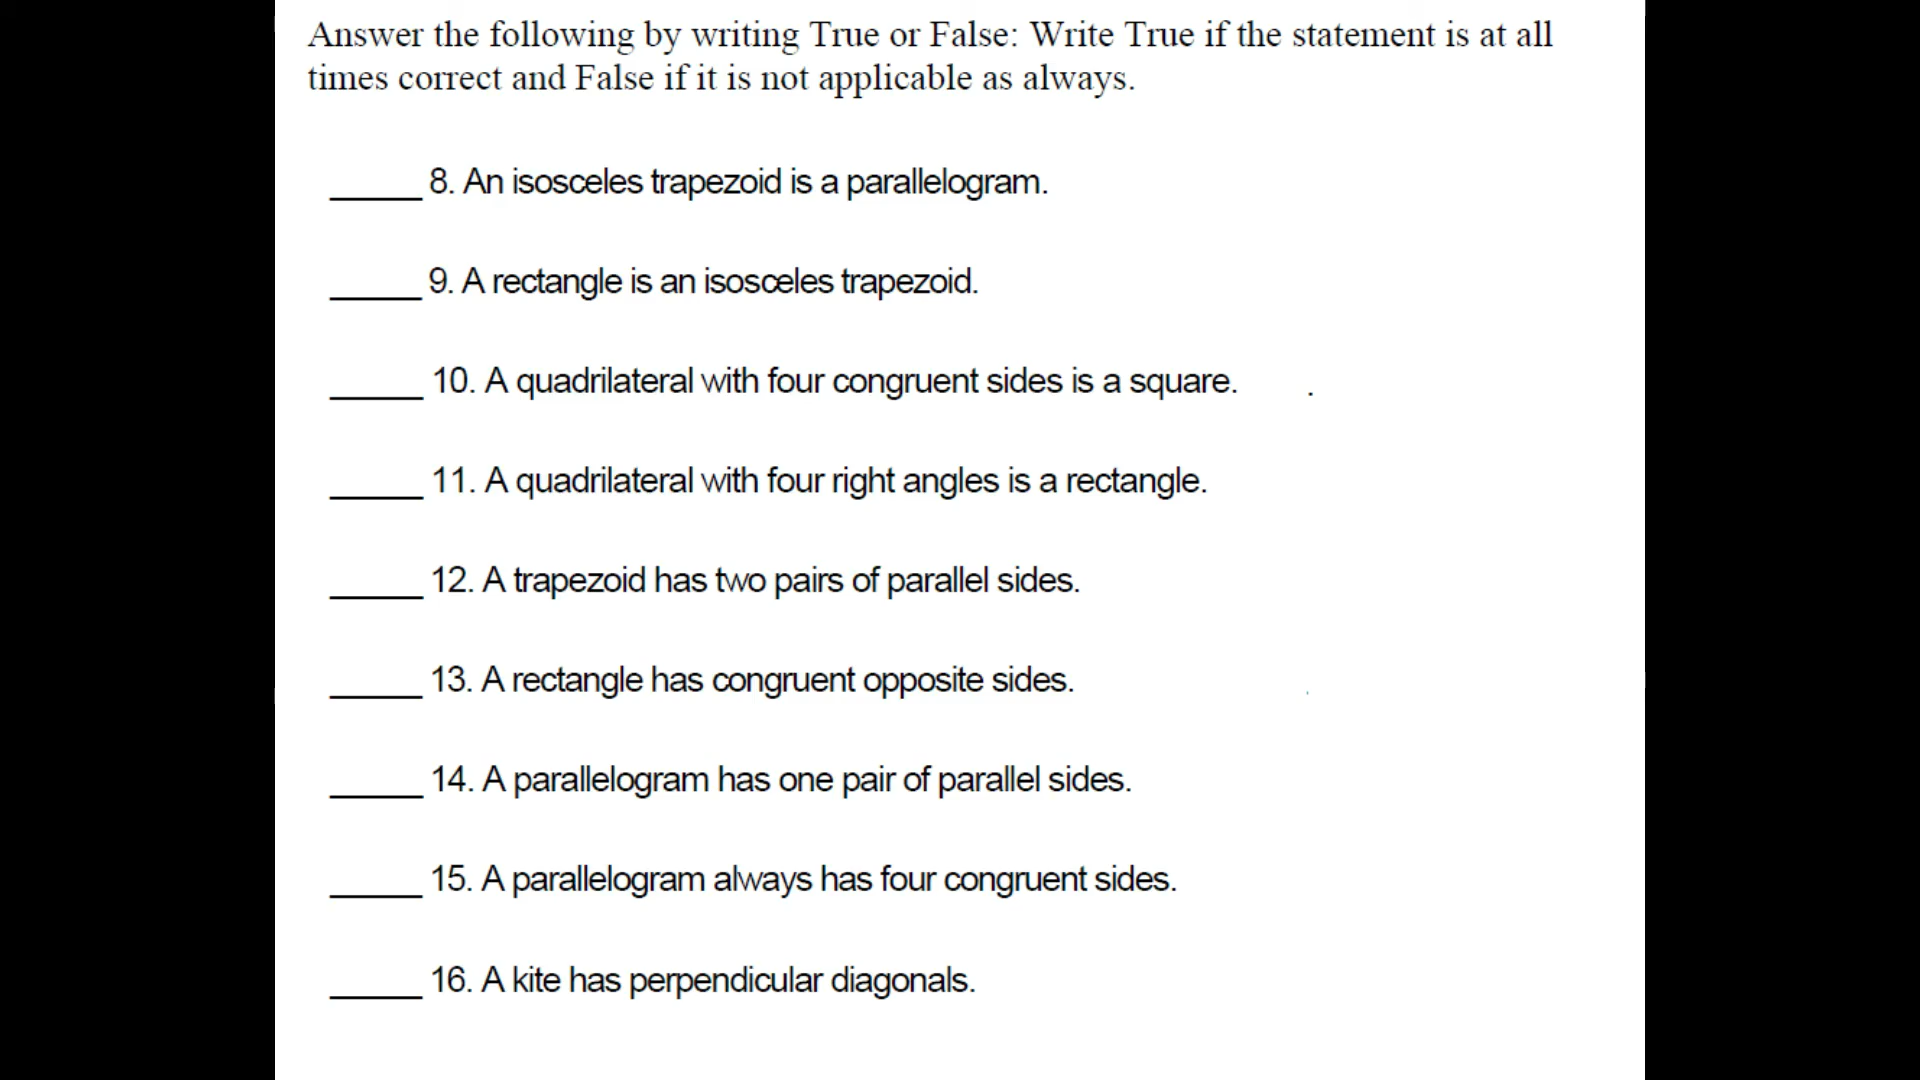 Answer the following by writing True or False: Write True if the statement is at all
times correct and False if it is not applicable as always.
_____ 8. An isosceles trapezoid is a parallelogram.
_____ 9. A rectangle is an isosceles trapezoid.
_____ 10. A quadrilateral with four congruent sides is a square. .
_____ 11. A quadrilateral with four right angles is a rectangle.
_____ 12. A trapezoid has two pairs of parallel sides.
_____ 13. A rectangle has congruent opposite sides.
_____ 14. A parallelogram has one pair of parallel sides.
_____ 15. A parallelogram always has four congruent sides.
_____ 16. A kite has perpendicular diagonals.